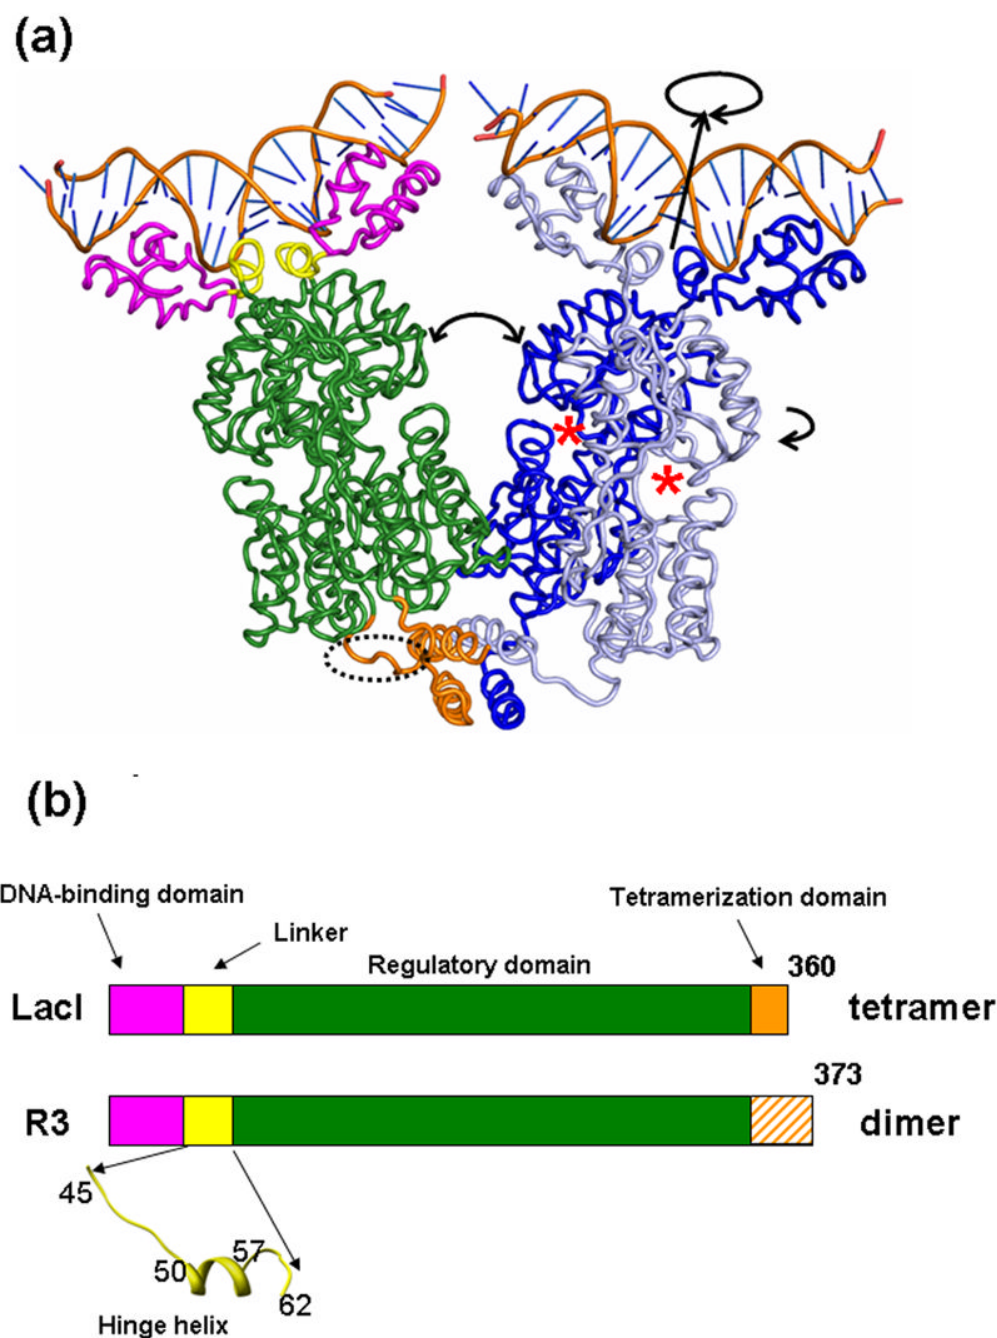 (a)
*
*
(b)
DNA-binding domain
Tetramerization domain
Linker
Regulatory domain
360
LacI
tetramer
373
R3
dimer
45
50
57
62
Hinge helix